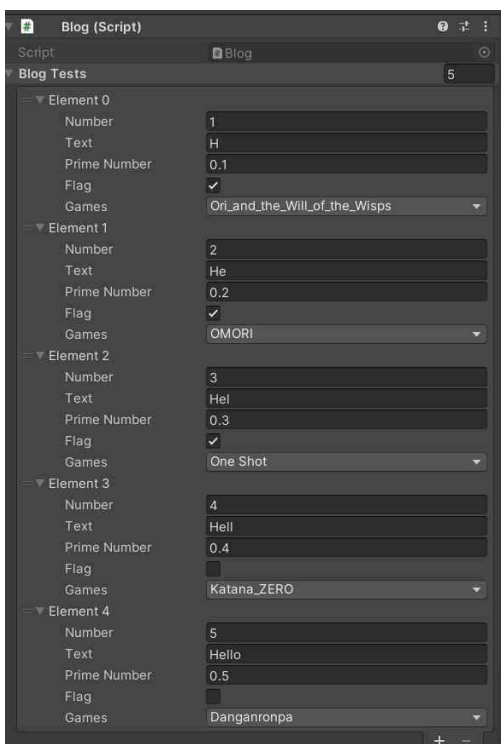 Blog (Script)
Script Blog
Blog Tests 5
Element 0
Number 1
Text H
Prime Number 0.1
Flag
Games Ori_and_the_Will_of_the_Wisps
Element 1
Number 2
Text He
Prime Number 0.2
Flag
Games OMORI
Element 2
Number 3
Text Hel
Prime Number 0.3
Flag
Games One Shot
Element 3
Number 4
Text Hell
Prime Number 0.4
Flag
Games Katana_ZERO
Element 4
Number 5
Text Hello
Prime Number 0.5
Flag
Games Danganronpa